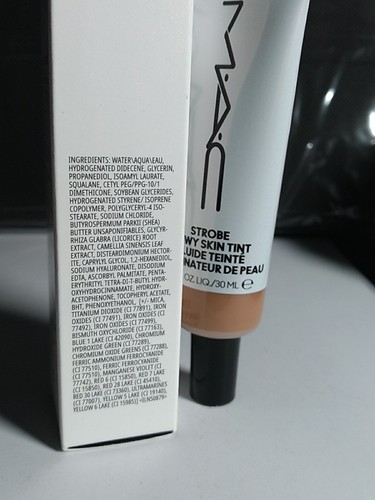 INGREDIENTS: WATER\AQUA\EAU,
HYDROGENATED DIDECENE, GLYCERIN,
PROPANEDIOL, ISOAMYL LAURATE,
SQUALANE, CETYL PEG/PPG-10/1
DIMETHICONE, SOYBEAN GLYCERIDES,
HYDROGENATED STYRENE/ ISOPRENE
COPOLYMER, POLYGLYCERYL-4 ISO-
STEARATE, SODIUM CHLORIDE,
BUTYROSPERMUM PARKII (SHEA)
BUTTER UNSAPONIFIABLES, GLYCYR-
RHIZA GLABRA (LICORICE) ROOT
EXTRACT, CAMELLIA SINENSIS LEAF
EXTRACT, DISTEARDIMONIUM HECTOR-
ITE, CAPRYLYL GLYCOL, 1,2-HEXANEDIOL,
SODIUM HYALURONATE, DISODIUM
EDTA, ASCORBYL PALMITATE, PENTA-
ERYTHRITYL TETRA-DI-T-BUTYL HYDR-
OXYHYDROCINNAMATE, HYDROXY-
ACETOPHENONE, TOCOPHERYL ACETATE,
BHT, PHENOXYETHANOL, [+/- MICA,
TITANIUM DIOXIDE (CI 77891), IRON
OXIDES (CI 77491), IRON OXIDES (CI
77492), IRON OXIDES (CI 77499),
BISMUTH OXYCHLORIDE (CI 77163),
BLUE 1 LAKE (CI 42090), CHROMIUM
HYDROXIDE GREEN (CI 77289),
CHROMIUM OXIDE GREENS (CI 77288),
FERRIC AMMONIUM FERROCYANIDE
(CI 77510), FERRIC FERROCYANIDE
(CI 77510), MANGANESE VIOLET (CI
77742), RED 6 (CI 15850), RED 7 LAKE
(CI 15850), RED 28 LAKE (CI 45410),
RED 30 LAKE (CI 73360), ULTRAMARINES
(CI 77007), YELLOW 5 LAKE (CI 19140),
YELLOW 6 LAKE (CI 15985)]
MAC
STROBE
WY SKIN TINT
UIDE TEINTÉ
NATEUR DE PEAU
OZ.LIQ./30 ML e